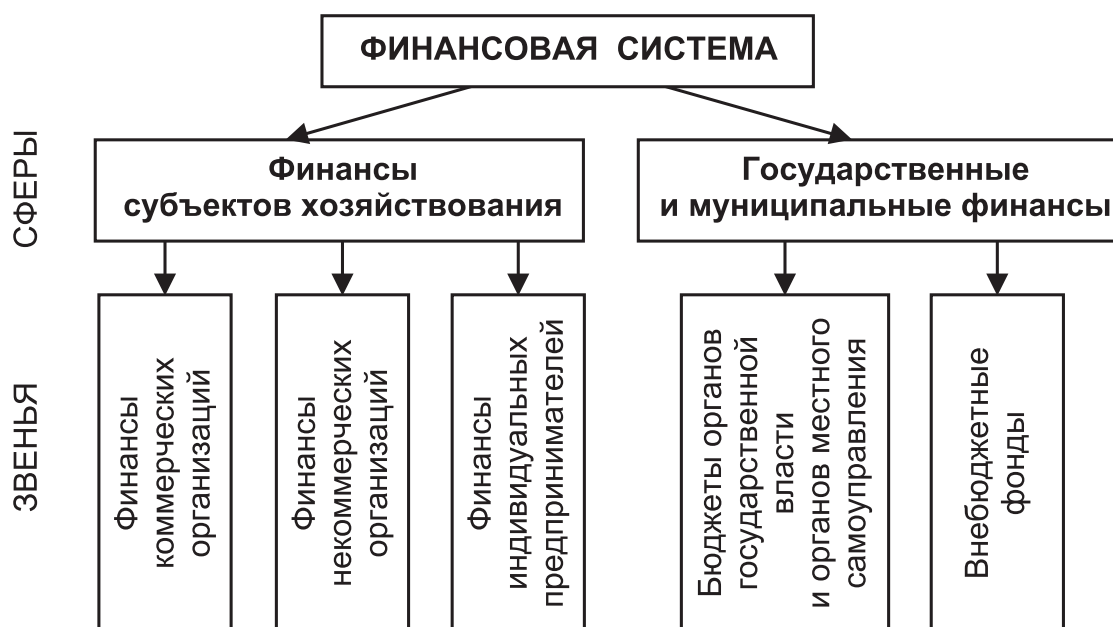 ФИНАНСОВАЯ СИСТЕМА
СФЕРЫ
Финансы
субъектов хозяйствования
Государственные
и муниципальные финансы
ЗВЕНЬЯ
Финансы
коммерческих
организаций
Финансы
некоммерческих
организаций
Финансы
индивидуальных
предпринимателей
Бюджеты органов
государственной
власти
и органов местного
самоуправления
Внебюджетные
фонды